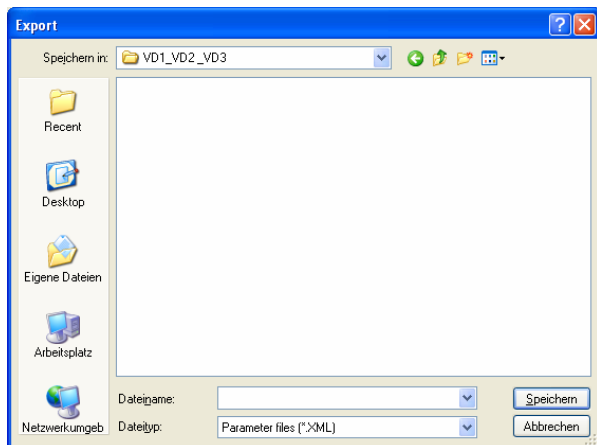 Export
Speichern in: VD1_VD2 _VD3
Recent
Desktop
Eigene Dateien
Arbeitsplatz
Netzwerkumgeb
Dateiname:
Speichern
Dateityp: Parameter files (*.XML)
Abbrechen